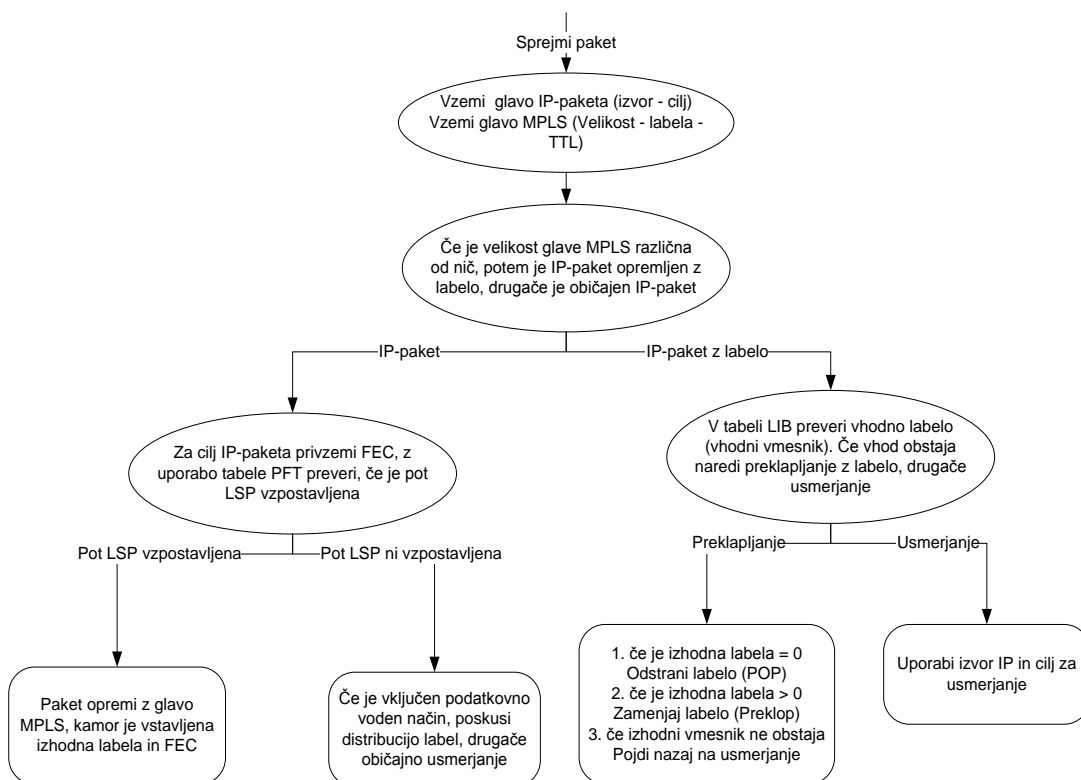 Sprejmi paket
Vzemi glavo IP-paketa (izvor - cilj)
Vzemi glavo MPLS (Velikost - labela -
TTL)
Če je velikost glave MPLS različna
od nič, potem je IP-paket opremljen z
labelo, drugače je običajen IP-paket
IP-paket
IP-paket z labelo
Za cilj IP-paketa privzemi FEC, z
uporabo tabele PFT preveri, če je pot
LSP vzpostavljena
V tabeli LIB preveri vhodno labelo
(vhodni vmesnik). Če vhod obstaja
naredi preklapljanje z labelo, drugače
usmerjanje
Pot LSP vzpostavljena
Pot LSP ni vzpostavljena
Preklapljanje
Usmerjanje
Paket opremi z glavo
MPLS, kamor je vstavljena
izhodna labela in FEC
Če je vključen podatkovno
voden način, poskusi
distribucijo label, drugače
običajno usmerjanje
1. če je izhodna labela = 0
Odstrani labelo (POP)
2. če je izhodna labela > 0
Zamenjaj labelo (Preklop)
3. če izhodni vmesnik ne obstaja
Pojdi nazaj na usmerjanje
Uporabi izvor IP in cilj za
usmerjanje